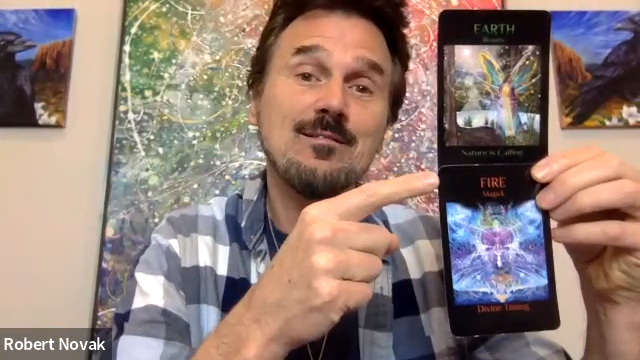 EARTH
Beauty
Nature is Calling
FIRE
Magick
Divine Timing
Robert Novak